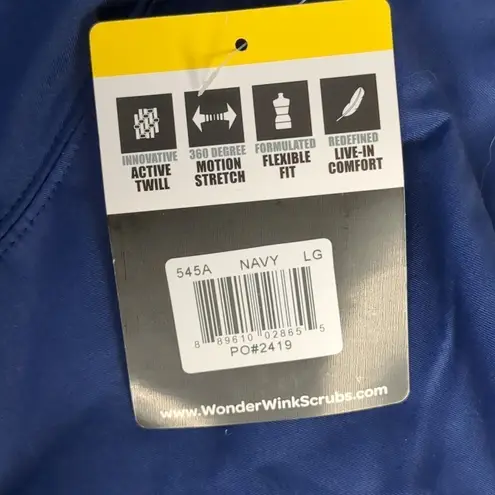 INNOVATIVE ACTIVE TWILL
360 DEGREE MOTION STRETCH
FORMULATED FLEXIBLE FIT
REDEFINED LIVE-IN COMFORT
545A NAVY LG
8 89610 02865 5
PO#2419
www.WonderWinkScrubs.com